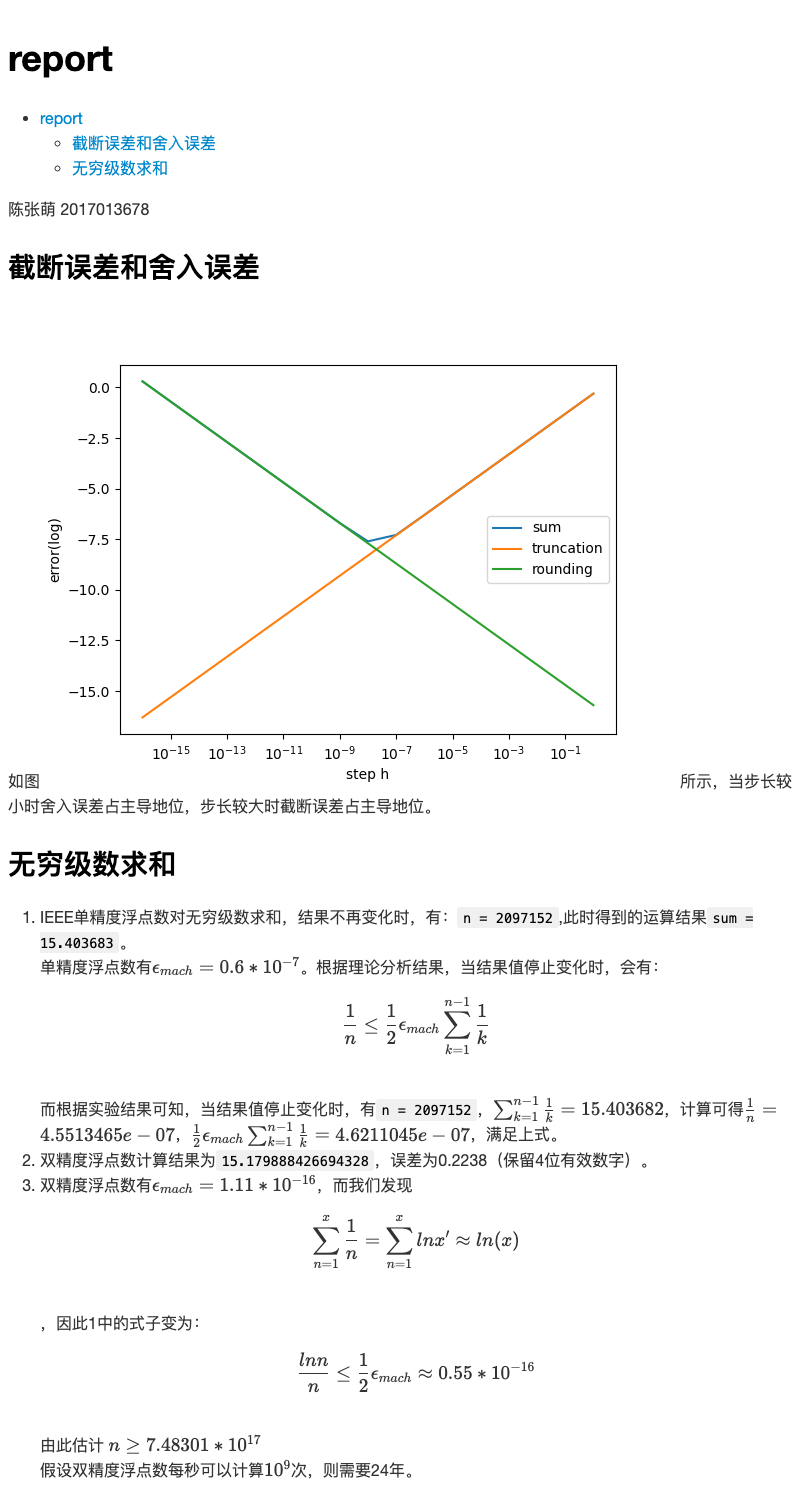 report
report
截断误差和舍入误差
无穷级数求和
陈张萌 2017013678
截断误差和舍入误差
0.0
−2.5
−5.0
−7.5
−10.0
−12.5
−15.0
error(log)
sum
truncation
rounding
10⁻¹⁵ 10⁻¹³ 10⁻¹¹ 10⁻⁹ 10⁻⁷ 10⁻⁵ 10⁻³ 10⁻¹
step h
如图 所示，当步长较
小时舍入误差占主导地位，步长较大时截断误差占主导地位。
无穷级数求和
1. IEEE单精度浮点数对无穷级数求和，结果不再变化时，有： n = 2097152 ,此时得到的运算结果 sum =
15.403683 。
单精度浮点数有ϵ_{mach} = 0.6 * 10⁻⁷。根据理论分析结果，当结果值停止变化时，会有：
\frac{1}{n} ≤ \frac{1}{2} ϵ_{mach} \sum_{k=1}^{n−1} \frac{1}{k}
而根据实验结果可知，当结果值停止变化时，有 n = 2097152 ，\sum_{k=1}^{n−1} \frac{1}{k} = 15.403682，计算可得\frac{1}{n} =
4.5513465e − 07，\frac{1}{2} ϵ_{mach} \sum_{k=1}^{n−1} \frac{1}{k} = 4.6211045e − 07，满足上式。
2. 双精度浮点数计算结果为 15.179888426694328 ，误差为0.2238（保留4位有效数字）。
3. 双精度浮点数有ϵ_{mach} = 1.11 * 10⁻¹⁶，而我们发现
\sum_{n=1}^{x} \frac{1}{n} = \sum_{n=1}^{x} lnx′ ≈ ln(x)
，因此1中的式子变为：
\frac{lnn}{n} ≤ \frac{1}{2} ϵ_{mach} ≈ 0.55 * 10⁻¹⁶
由此估计 n ≥ 7.48301 * 10¹⁷
假设双精度浮点数每秒可以计算10⁹次，则需要24年。